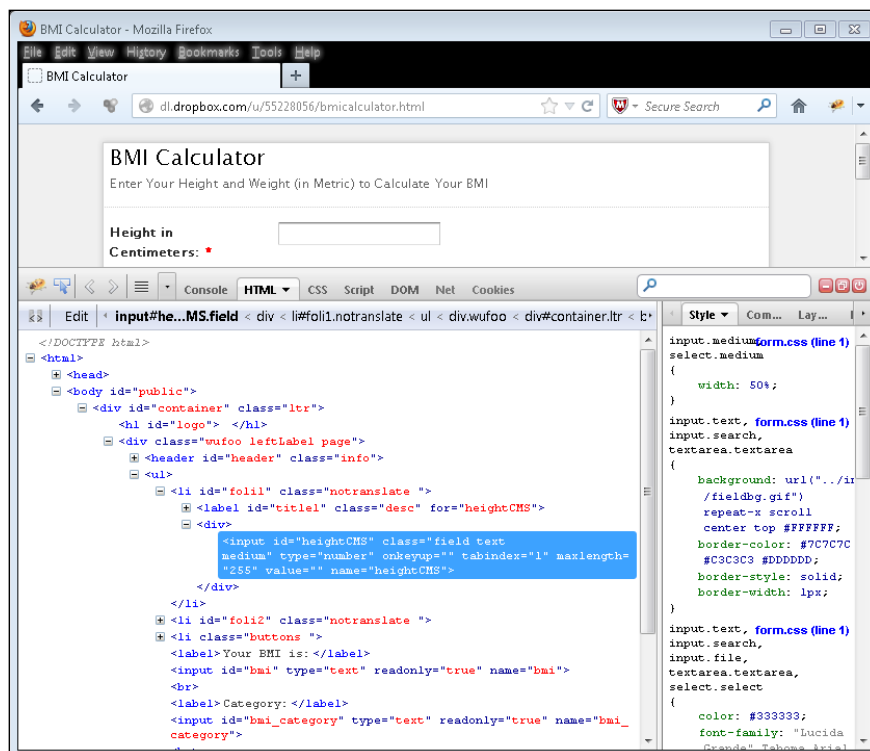 BMI Calculator - Mozilla Firefox
File Edit View History Bookmarks Tools Help
BMI Calculator
dl.dropbox.com/u/55228056/bmicalculator.html
Secure Search
BMI Calculator
Enter Your Height and Weight (in Metric) to Calculate Your BMI
Height in
Centimeters: *
Console HTML CSS Script DOM Net Cookies
Edit input#he...MS.field < div < li#foli1.notranslate < ul < div.wufoo < div#container.ltr < b
<!DOCTYPE html>
<html>
<head>
<body id="public">
<div id="container" class="ltr">
<h1 id="logo"> </h1>
<div class="wufoo leftLabel page">
<header id="header" class="info">
<ul>
<li id="foli1" class="notranslate ">
<label id="title1" class="desc" for="heightCMS">
<div>
<input id="heightCMS" class="field text
medium" type="number" onkeyup="" tabindex="1" maxlength=
"255" value="" name="heightCMS">
</div>
</li>
<li id="foli2" class="notranslate ">
<li class="buttons ">
<label>Your BMI is:</label>
<input id="bmi" type="text" readonly="true" name="bmi">
<br>
<label>Category:</label>
<input id="bmi_category" type="text" readonly="true" name="bmi_
category">
Style Com... Lay...
input.medium, form.css (line 1)
select.medium
{
width: 50%;
}
input.text, form.css (line 1)
input.search,
textarea.textarea
{
background: url("../i
/fieldbg.gif")
repeat-x scroll
center top #FFFFFF;
border-color: #7C7C7C
#C3C3C3 #DDDDDD;
border-style: solid;
border-width: 1px;
}
input.text, form.css (line 1)
input.search,
input.file,
textarea.textarea,
select.select
{
color: #333333;
font-family: "Lucida
Grande",Tahoma,Arial